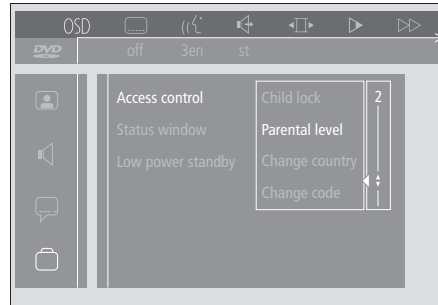 OSD
DVD off 3en st
Access control Child lock 2
Status window Parental level
Low power standby Change country
Change code